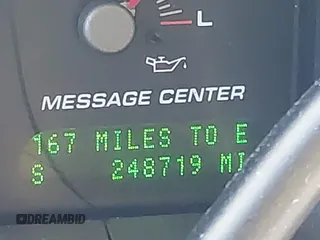 L
MESSAGE CENTER
167 MILES TO E
S 248719 MI
DREAMBID